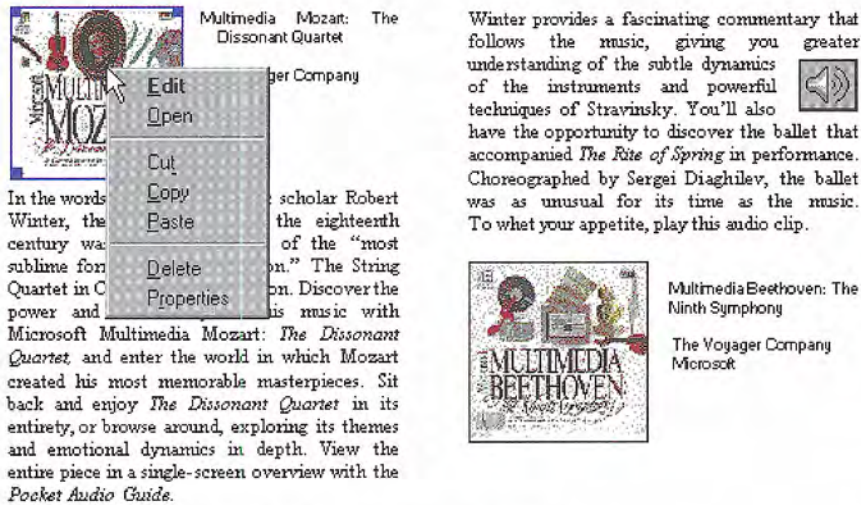 Multimedia Mozart: The
Dissonant Quartet
ger Company
Microsoft
MULTIM
MOZ
Edit
Open
Cut
Copy
Paste
Delete
Properties
In the words scholar Robert
Winter, the the eighteenth
century wa of the “most
sublime for on.” The String
Quartet in C on. Discover the
power and is music with
Microsoft Multimedia Mozart: The Dissonant
Quartet, and enter the world in which Mozart
created his most memorable masterpieces. Sit
back and enjoy The Dissonant Quartet in its
entirety, or browse around, exploring its themes
and emotional dynamics in depth. View the
entire piece in a single-screen overview with the
Pocket Audio Guide.
Winter provides a fascinating commentary that
follows the music, giving you greater
understanding of the subtle dynamics
of the instruments and powerful
techniques of Stravinsky. You’ll also
have the opportunity to discover the ballet that
accompanied The Rite of Spring in performance.
Choreographed by Sergei Diaghilev, the ballet
was as unusual for its time as the music.
To whet your appetite, play this audio clip.
MULTIMEDIA
BEETHOVEN
Multimedia Beethoven: The
Ninth Symphony
The Voyager Company
Microsoft